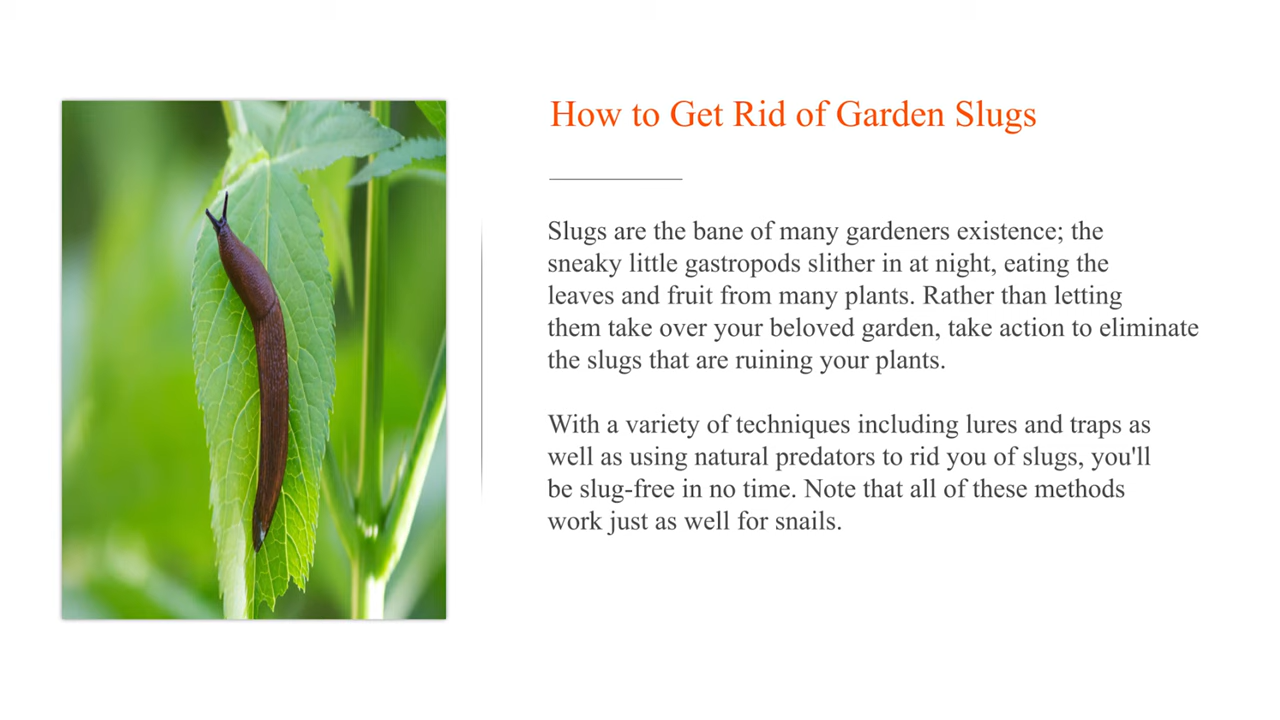 How to Get Rid of Garden Slugs
Slugs are the bane of many gardeners existence; the
sneaky little gastropods slither in at night, eating the
leaves and fruit from many plants. Rather than letting
them take over your beloved garden, take action to eliminate
the slugs that are ruining your plants.
With a variety of techniques including lures and traps as
well as using natural predators to rid you of slugs, you'll
be slug-free in no time. Note that all of these methods
work just as well for snails.